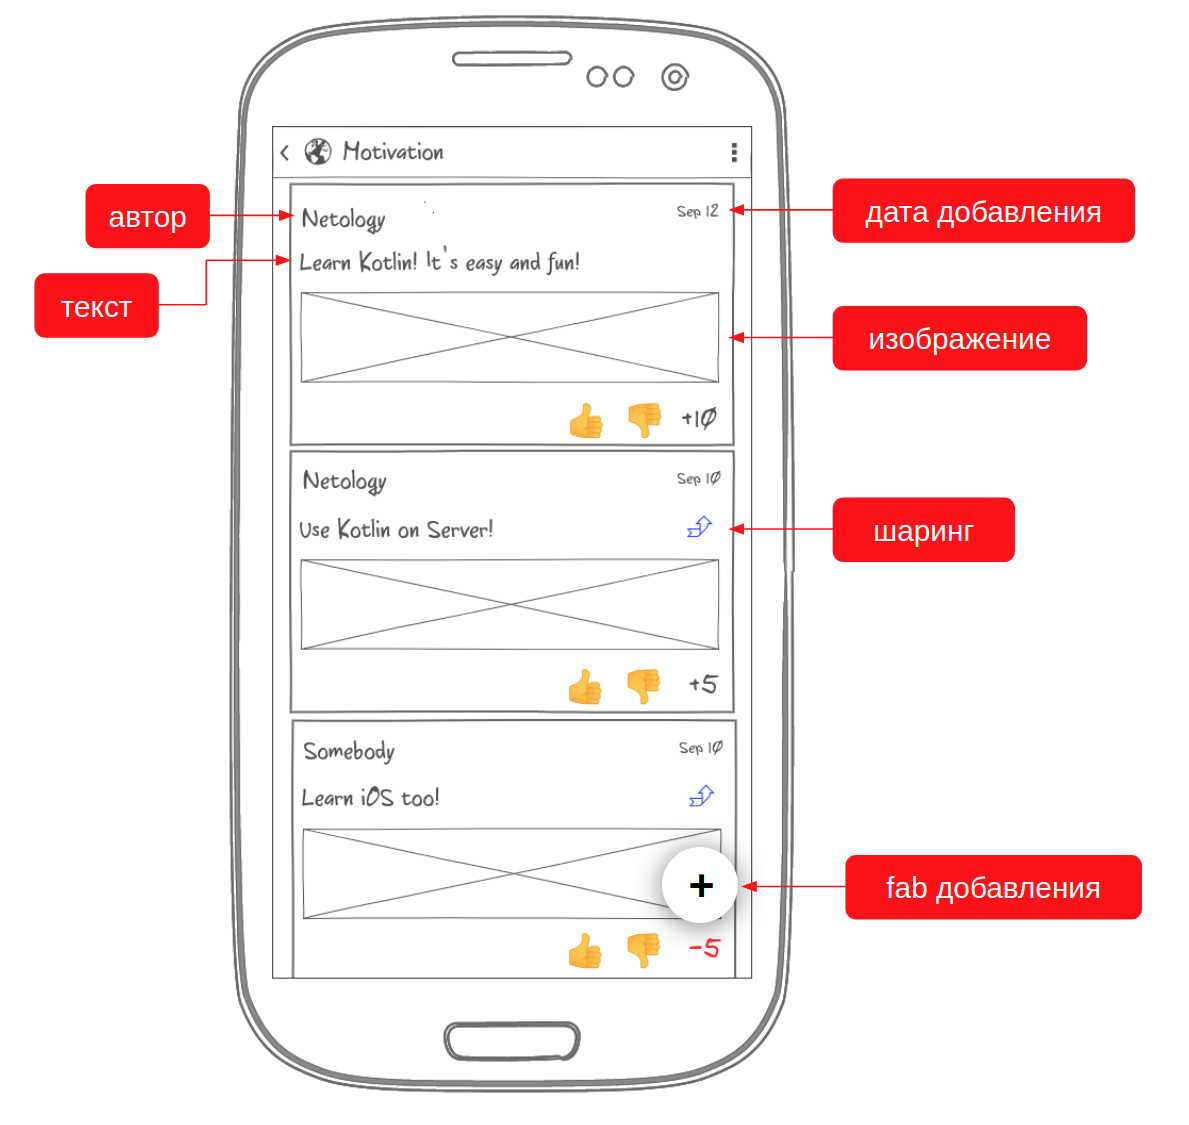 Motivation
автор
Netology
Sep 12
дата добавления
Learn Kotlin! It's easy and fun!
текст
изображение
+10
Netology
Sep 10
Use Kotlin on Server!
шаринг
+5
Somebody
Sep 10
Learn iOS too!
+
fab добавления
-5